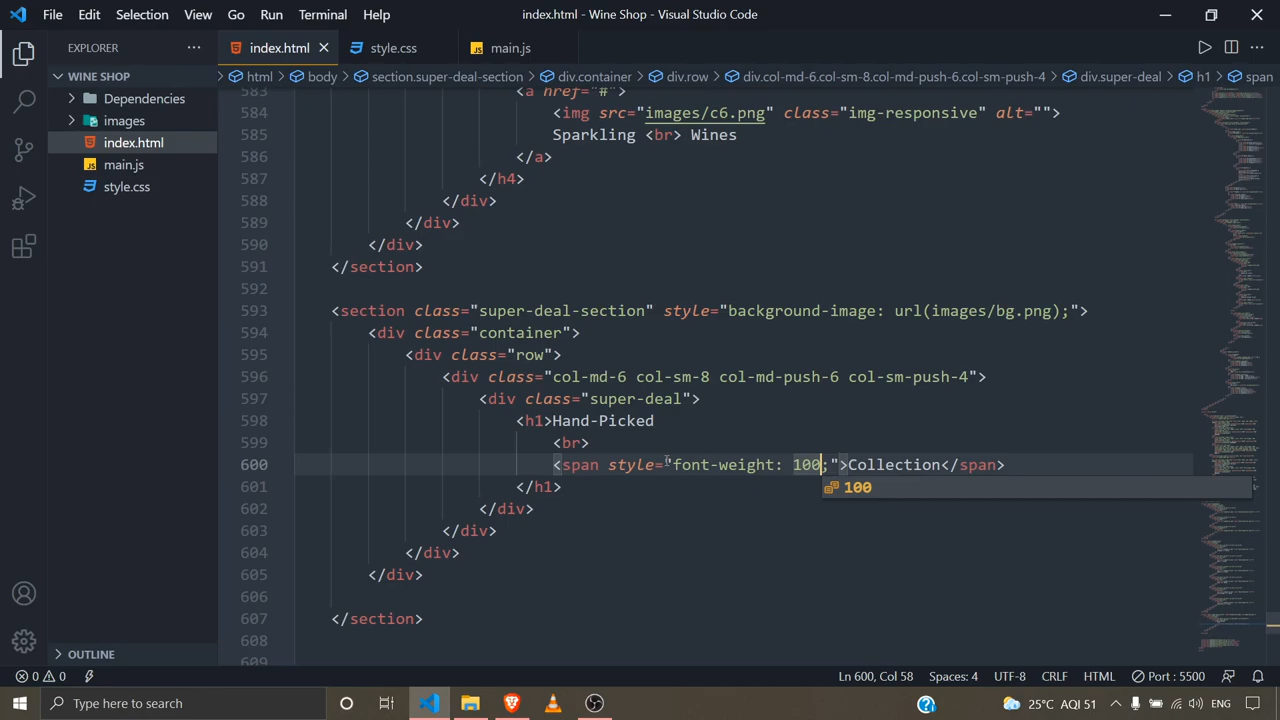 File Edit Selection View Go Run Terminal Help index.html - Wine Shop - Visual Studio Code
EXPLORER ··· index.html style.css main.js
WINE SHOP html body section.super-deal-section div.container div.row div.col-md-6.col-sm-8.col-md-push-6.col-sm-push-4 div.super-deal h1 span
Dependencies
images
index.html
main.js
style.css
583 <a href="#">
584 <img src="images/c6.png" class="img-responsive" alt="">
585 Sparkling <br> Wines
586 </a>
587 </h4>
588 </div>
589 </div>
590 </div>
591 </section>
592
593 <section class="super-deal-section" style="background-image: url(images/bg.png);">
594 <div class="container">
595 <div class="row">
596 <div class="col-md-6 col-sm-8 col-md-push-6 col-sm-push-4">
597 <div class="super-deal">
598 <h1>Hand-Picked
599 <br>
600 <span style="font-weight: 100;">Collection</span>
100
601 </h1>
602 </div>
603 </div>
604 </div>
605 </div>
606
607 </section>
608
609
OUTLINE
0 0 Ln 600, Col 58 Spaces: 4 UTF-8 CRLF HTML Port : 5500
Type here to search 25°C AQI 51 ENG